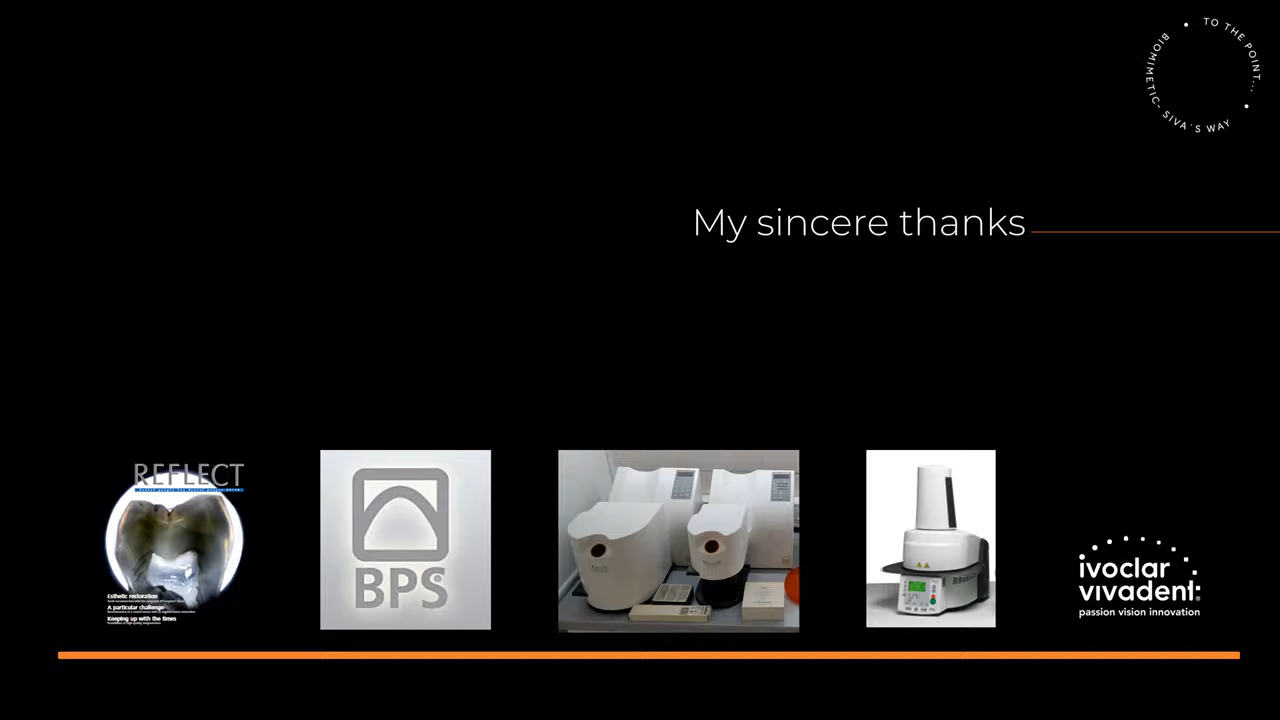 TO THE POINT...
BIOMIMETIC- SIVA'S WAY
My sincere thanks
REFLECT
Esthetic restoration
A particular challenge
Keeping up with the times
BPS
ivoclar
vivadent:
passion vision innovation